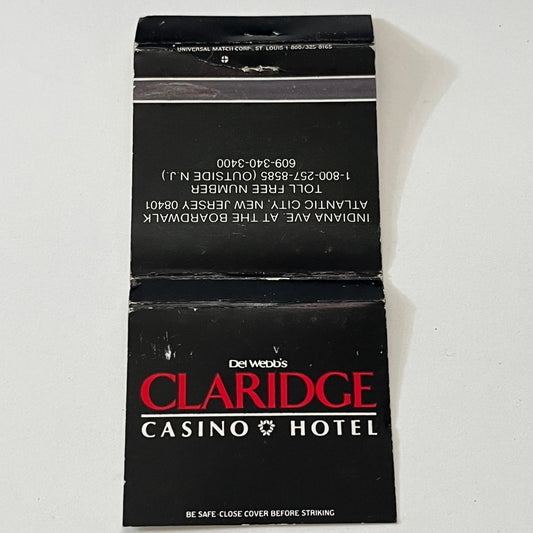 UNIVERSAL MATCH CORP., ST. LOUIS 1-800/325-8165
INDIANA AVE. AT THE BOARDWALK
ATLANTIC CITY, NEW JERSEY 08401
TOLL FREE NUMBER
1-800-257-8585 (OUTSIDE N.J.)
609-340-3400
Del Webb's
CLARIDGE
CASINO HOTEL
BE SAFE-CLOSE COVER BEFORE STRIKING